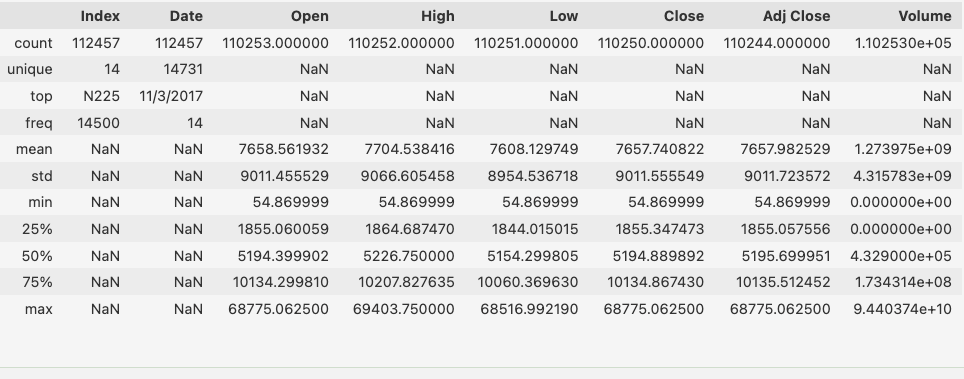 Index Date Open High Low Close Adj Close Volume
count 112457 112457 110253.000000 110252.000000 110251.000000 110250.000000 110244.000000 1.102530e+05
unique 14 14731 NaN NaN NaN NaN NaN NaN
top N225 11/3/2017 NaN NaN NaN NaN NaN NaN
freq 14500 14 NaN NaN NaN NaN NaN NaN
mean NaN NaN 7658.561932 7704.538416 7608.129749 7657.740822 7657.982529 1.273975e+09
std NaN NaN 9011.455529 9066.605458 8954.536718 9011.555549 9011.723572 4.315783e+09
min NaN NaN 54.869999 54.869999 54.869999 54.869999 54.869999 0.000000e+00
25% NaN NaN 1855.060059 1864.687470 1844.015015 1855.347473 1855.057556 0.000000e+00
50% NaN NaN 5194.399902 5226.750000 5154.299805 5194.889892 5195.699951 4.329000e+05
75% NaN NaN 10134.299810 10207.827635 10060.369630 10134.867430 10135.512452 1.734314e+08
max NaN NaN 68775.062500 69403.750000 68516.992190 68775.062500 68775.062500 9.440374e+10